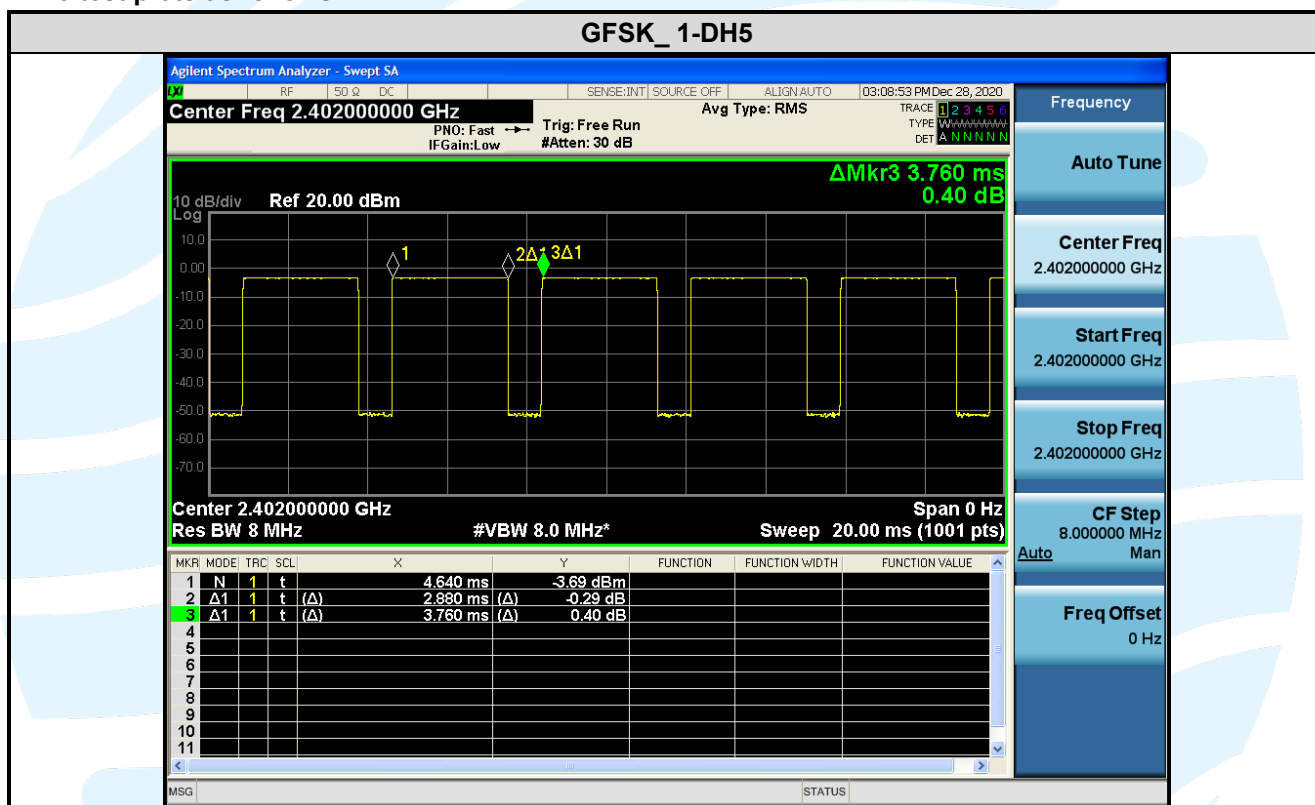 GFSK_ 1-DH5
Agilent Spectrum Analyzer - Swept SA
LXI RF 50 Ω DC SENSE:INT SOURCE OFF ALIGN AUTO 03:08:53 PM Dec 28, 2020
Center Freq 2.402000000 GHz
PNO: Fast
IFGain:Low
Trig: Free Run
#Atten: 30 dB
Avg Type: RMS
TRACE 1 2 3 4 5 6
TYPE WWWWWW
DET A N N N N N
ΔMkr3 3.760 ms
0.40 dB
10 dB/div Ref 20.00 dBm
Log
10.0
0.00
-10.0
-20.0
-30.0
-40.0
-50.0
-60.0
-70.0
1
2Δ1
3Δ1
Center 2.402000000 GHz Span 0 Hz
Res BW 8 MHz #VBW 8.0 MHz* Sweep 20.00 ms (1001 pts)
MKR MODE TRC SCL X Y FUNCTION FUNCTION WIDTH FUNCTION VALUE
1 N 1 t 4.640 ms -3.69 dBm
2 Δ1 1 t (Δ) 2.880 ms (Δ) -0.29 dB
3 Δ1 1 t (Δ) 3.760 ms (Δ) 0.40 dB
4
5
6
7
8
9
10
11
MSG STATUS
Frequency
Auto Tune
Center Freq
2.402000000 GHz
Start Freq
2.402000000 GHz
Stop Freq
2.402000000 GHz
CF Step
8.000000 MHz
Auto Man
Freq Offset
0 Hz